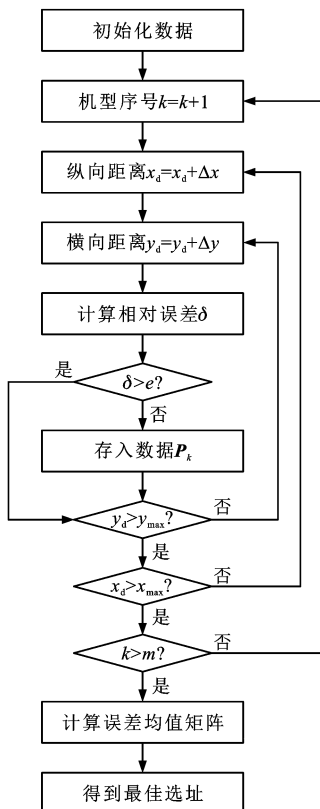 初始化数据
机型序号k=k+1
纵向距离x_d=x_d+Δx
横向距离y_d=y_d+Δy
计算相对误差δ
是
δ>e?
否
存入数据P_k
y_d>y_max?
否
是
x_d>x_max?
否
是
k>m?
否
是
计算误差均值矩阵
得到最佳选址